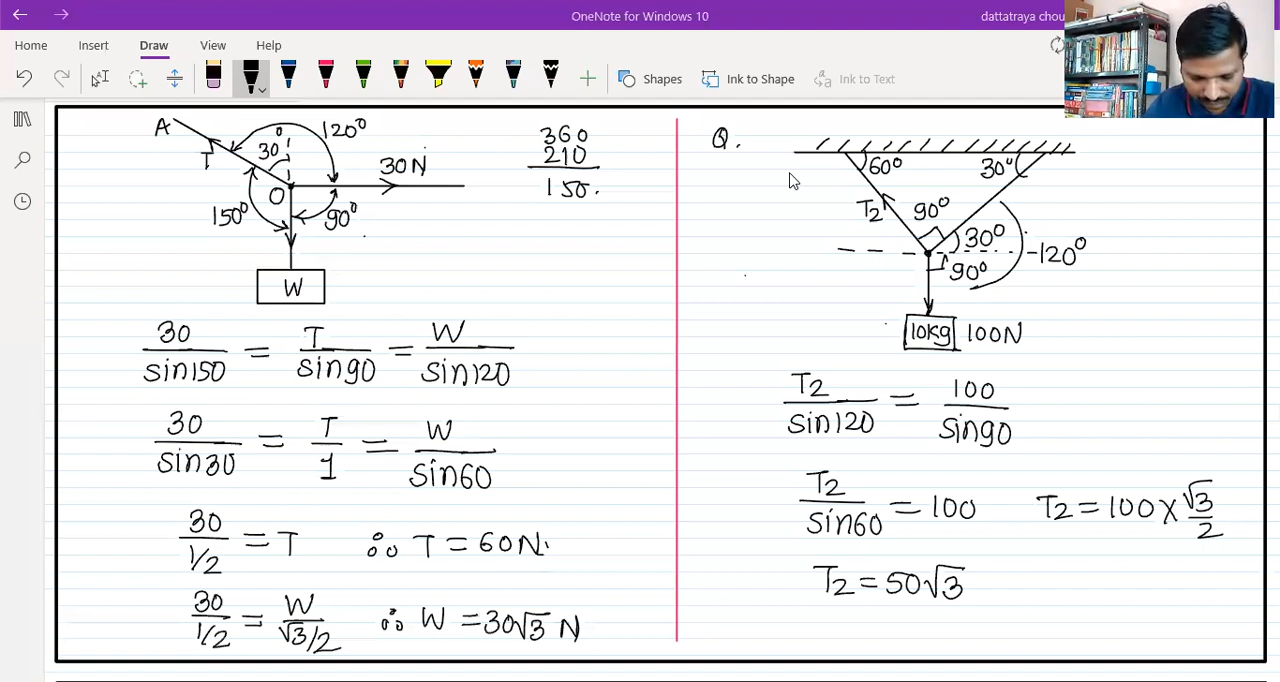 OneNote for Windows 10
dattatraya chou
Home Insert Draw View Help
Shapes Ink to Shape Ink to Text
A
T
30°
120°
30N
O
150°
90°
W
360
210
150.
30/sin150 = T/sin90 = W/sin120
30/sin30 = T/1 = W/sin60
30/1/2 = T ∴ T = 60N.
30/1/2 = W/√3/2 ∴ W = 30√3 N
Q.
60° 30°
T2 90°
30°
120°
90°
10kg 100N
T2/sin120 = 100/sin90
T2/sin60 = 100 T2 = 100 × √3/2
T2 = 50√3